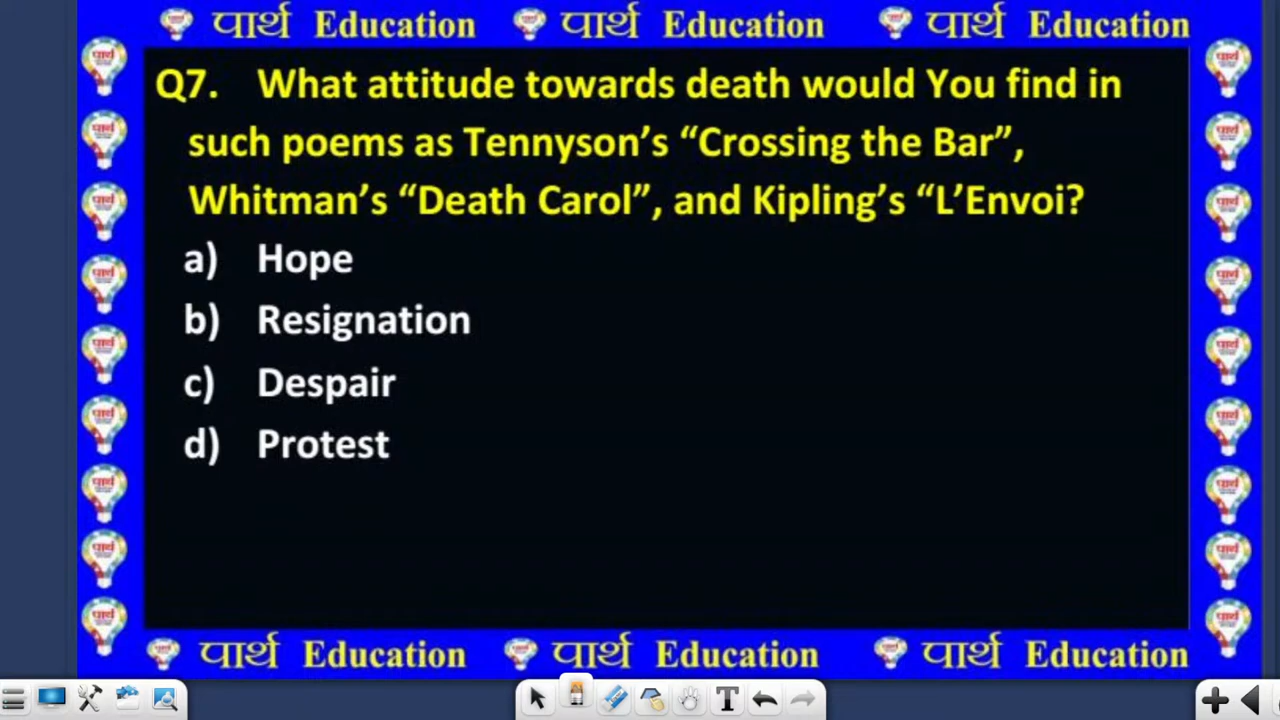 पार्थ Education पार्थ Education पार्थ Education
Q7. What attitude towards death would You find in
such poems as Tennyson’s “Crossing the Bar”,
Whitman’s “Death Carol”, and Kipling’s “L’Envoi?
a) Hope
b) Resignation
c) Despair
d) Protest
पार्थ Education पार्थ Education पार्थ Education
T